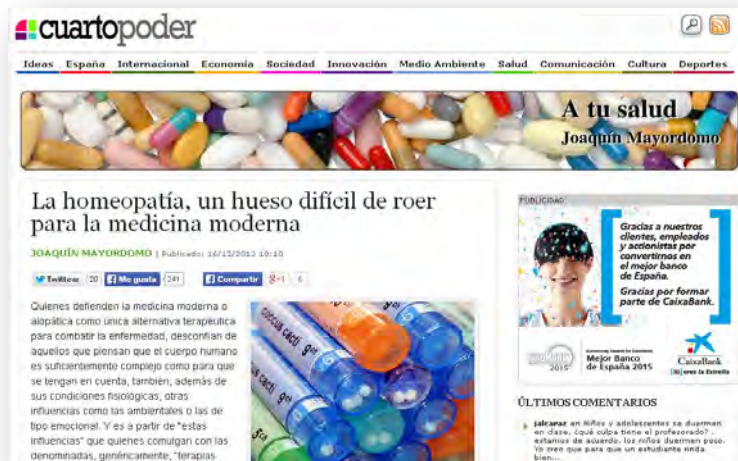 cuartopoder
Ideas España Internacional Economía Sociedad Innovación Medio Ambiente Salud Comunicación Cultura Deportes
A tu salud
Joaquín Mayordomo
La homeopatía, un hueso difícil de roer
para la medicina moderna
JOAQUÍN MAYORDOMO | Publicado: 16/12/2013 10:10
Twittear 20 Me gusta 241 Compartir 6
Quienes defienden la medicina moderna o
alopática como única alternativa terapéutica
para combatir la enfermedad, desconfían de
aquellos que piensan que el cuerpo humano
es suficientemente complejo como para que
se tengan en cuenta, también, además de
sus condiciones fisiológicas, otras
influencias como las ambientales o las de
tipo emocional. Y es a partir de "estas
influencias" que quienes comulgan con las
denominadas, genéricamente, "terapias
coccus cacti
cacti
PUBLICIDAD
Gracias a nuestros
clientes, empleados
y accionistas por
convertirnos en
el mejor banco
de España.
Gracias por formar
parte de CaixaBank.
2015
Mejor Banco
de España 2015
CaixaBank
ÚLTIMOS COMENTARIOS
jalcaraz en Niños y adolescentes se duermen
en clase. ¿qué culpa tiene el profesorado? .
estamos de acuerdo. los niños duermen poco.
Yo creo que para que un estudiante rinda
bien...